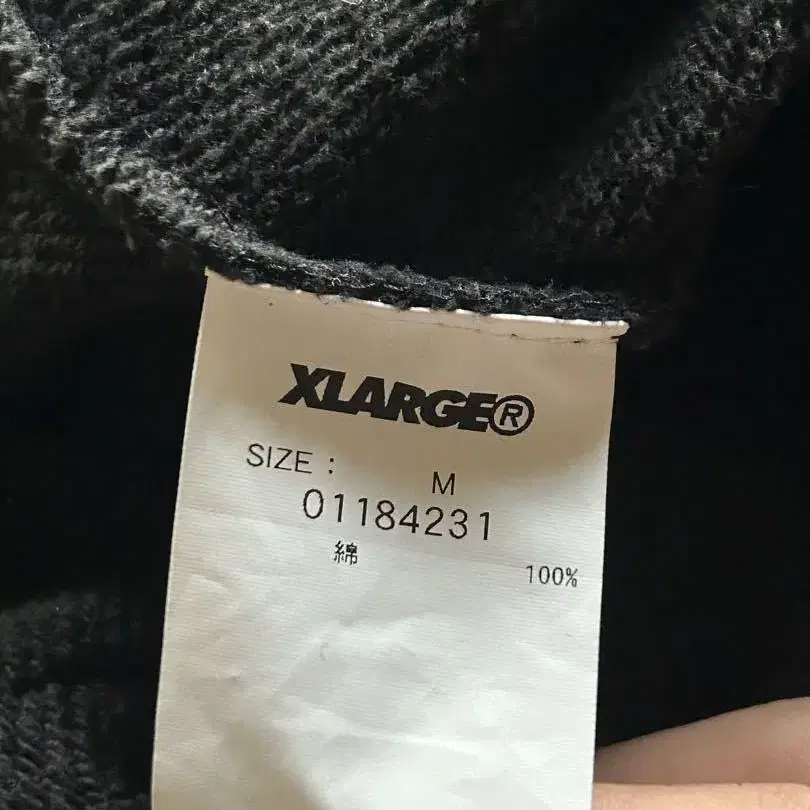 XLARGE®
SIZE : M
01184231
綿 100%